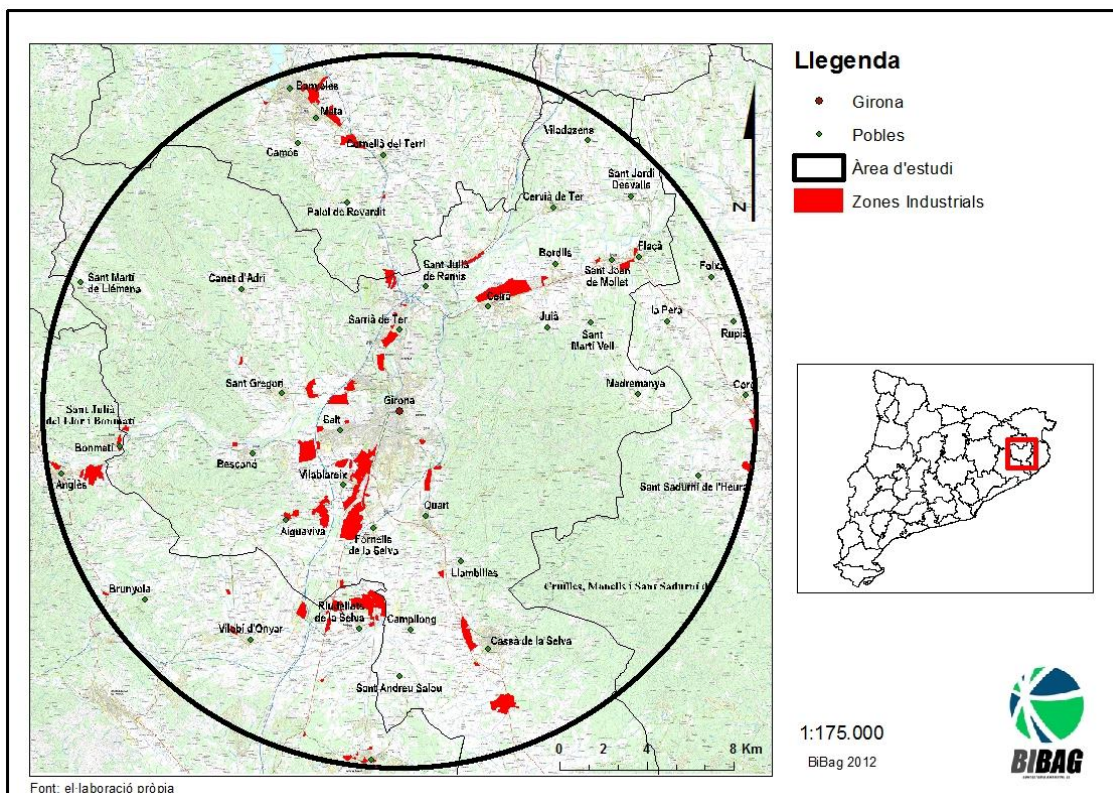 Llegenda
Girona
Pobles
Àrea d'estudi
Zones Industrials
N
Banyoles
Mata
Camós
Cornellà del Terri
Viladasens
Sant Jordi
Desvalls
Cervià de Ter
Palol de Revardit
Sant Martí
de Llémena
Canet d'Adri
Sant Julià
de Ramis
Bordils
Flaçà
Sant Joan
de Mollet
Foixà
Celrà
Juià
Sant
Martí Vell
la Pera
Rupià
Sarrià de Ter
Sant Gregori
Girona
Madremanya
Corç
Sant Julià
del Llor i Bonmatí
Bonmatí
Salt
Bescanó
Anglès
Vilablareix
Sant Sadurní de l'Heura
Quart
Aiguaviva
Fornells
de la Selva
Llambilles
Cruïlles, Monells i Sant Sadurní d
Brunyola
Riudellots
de la Selva
Campllong
Vilobí d'Onyar
Cassà de la Selva
Sant Andreu Salou
0 2 4 8 Km
1:175.000
BiBag 2012
BIBAG
Font: el·laboració pròpia